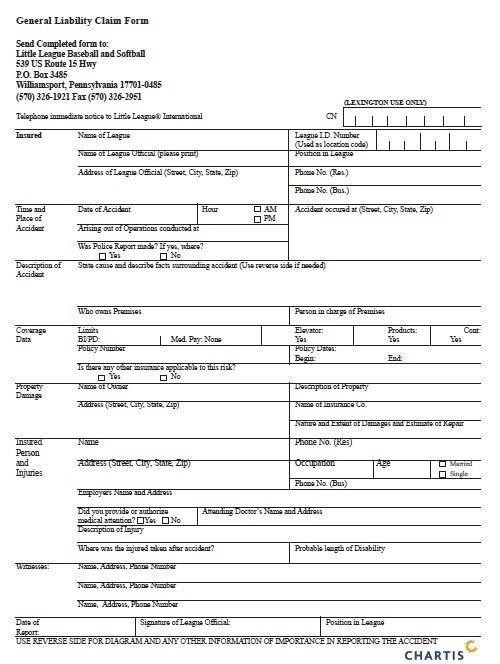 General Liability Claim Form
Send Completed form to:
Little League Baseball and Softball
539 US Route 15 Hwy
P.O. Box 3485
Williamsport, Pennsylvania 17701-0485
(570) 326-1921 Fax (570) 326-2951
(LEXINGTON USE ONLY)
Telephone immediate notice to Little League® International CN
Insured Name of League League I.D. Number
(Used as location code)
Name of League Official (please print) Position in League
Address of League Official (Street, City, State, Zip) Phone No. (Res.)
Phone No. (Bus.)
Time and Place of Accident Date of Accident Hour AM PM Accident occured at (Street, City, State, Zip)
Arising out of Operations conducted at
Was Police Report made? If yes, where?
Yes No
Description of Accident State cause and describe facts surrounding accident (Use reverse side if needed)
Who owns Premises Person in charge of Premises
Coverage Data Limits Elevator: Products: Cont:
BI/PD: Med. Pay: None Yes Yes Yes
Policy Number Policy Dates:
Begin: End:
Is there any other insurance applicable to this risk?
Yes No
Property Damage Name of Owner Description of Property
Address (Street, City, State, Zip) Name of Insurance Co.
Nature and Extent of Damages and Estimate of Repair
Insured Person and Injuries Name Phone No. (Res)
Address (Street, City, State, Zip) Occupation Age Married
Single
Phone No. (Bus)
Employers Name and Address
Did you provide or authorize Attending Doctor's Name and Address
medical attention? Yes No
Description of Injury
Where was the injured taken after accident? Probable length of Disability
Witnesses: Name, Address, Phone Number
Name, Address, Phone Number
Name, Address, Phone Number
Date of Report: Signature of League Official: Position in League
USE REVERSE SIDE FOR DIAGRAM AND ANY OTHER INFORMATION OF IMPORTANCE IN REPORTING THE ACCIDENT
CHARTIS